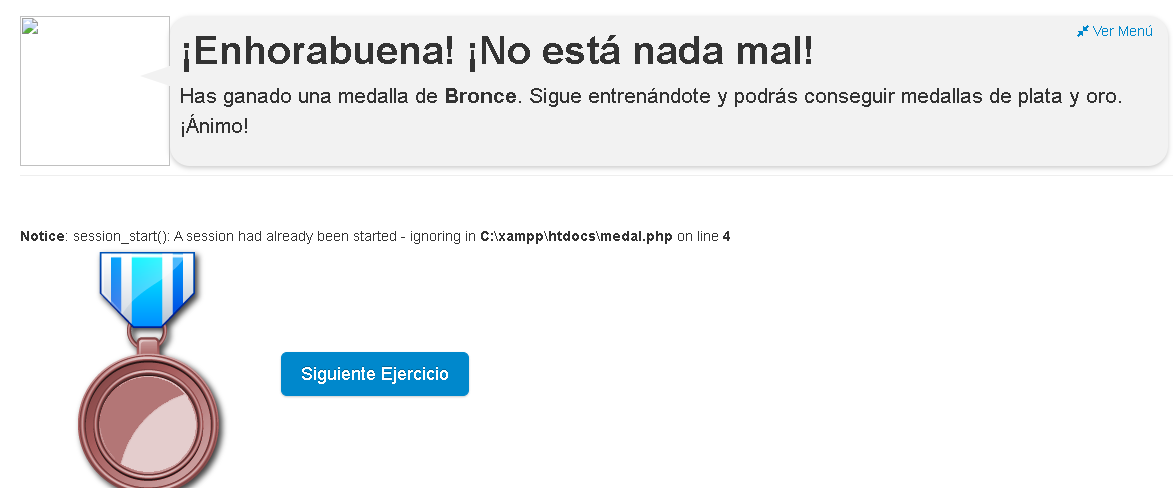 Ver Menú
¡Enhorabuena! ¡No está nada mal!
Has ganado una medalla de Bronce. Sigue entrenándote y podrás conseguir medallas de plata y oro.
¡Ánimo!
Notice: session_start(): A session had already been started - ignoring in C:\xampp\htdocs\medal.php on line 4
Siguiente Ejercicio